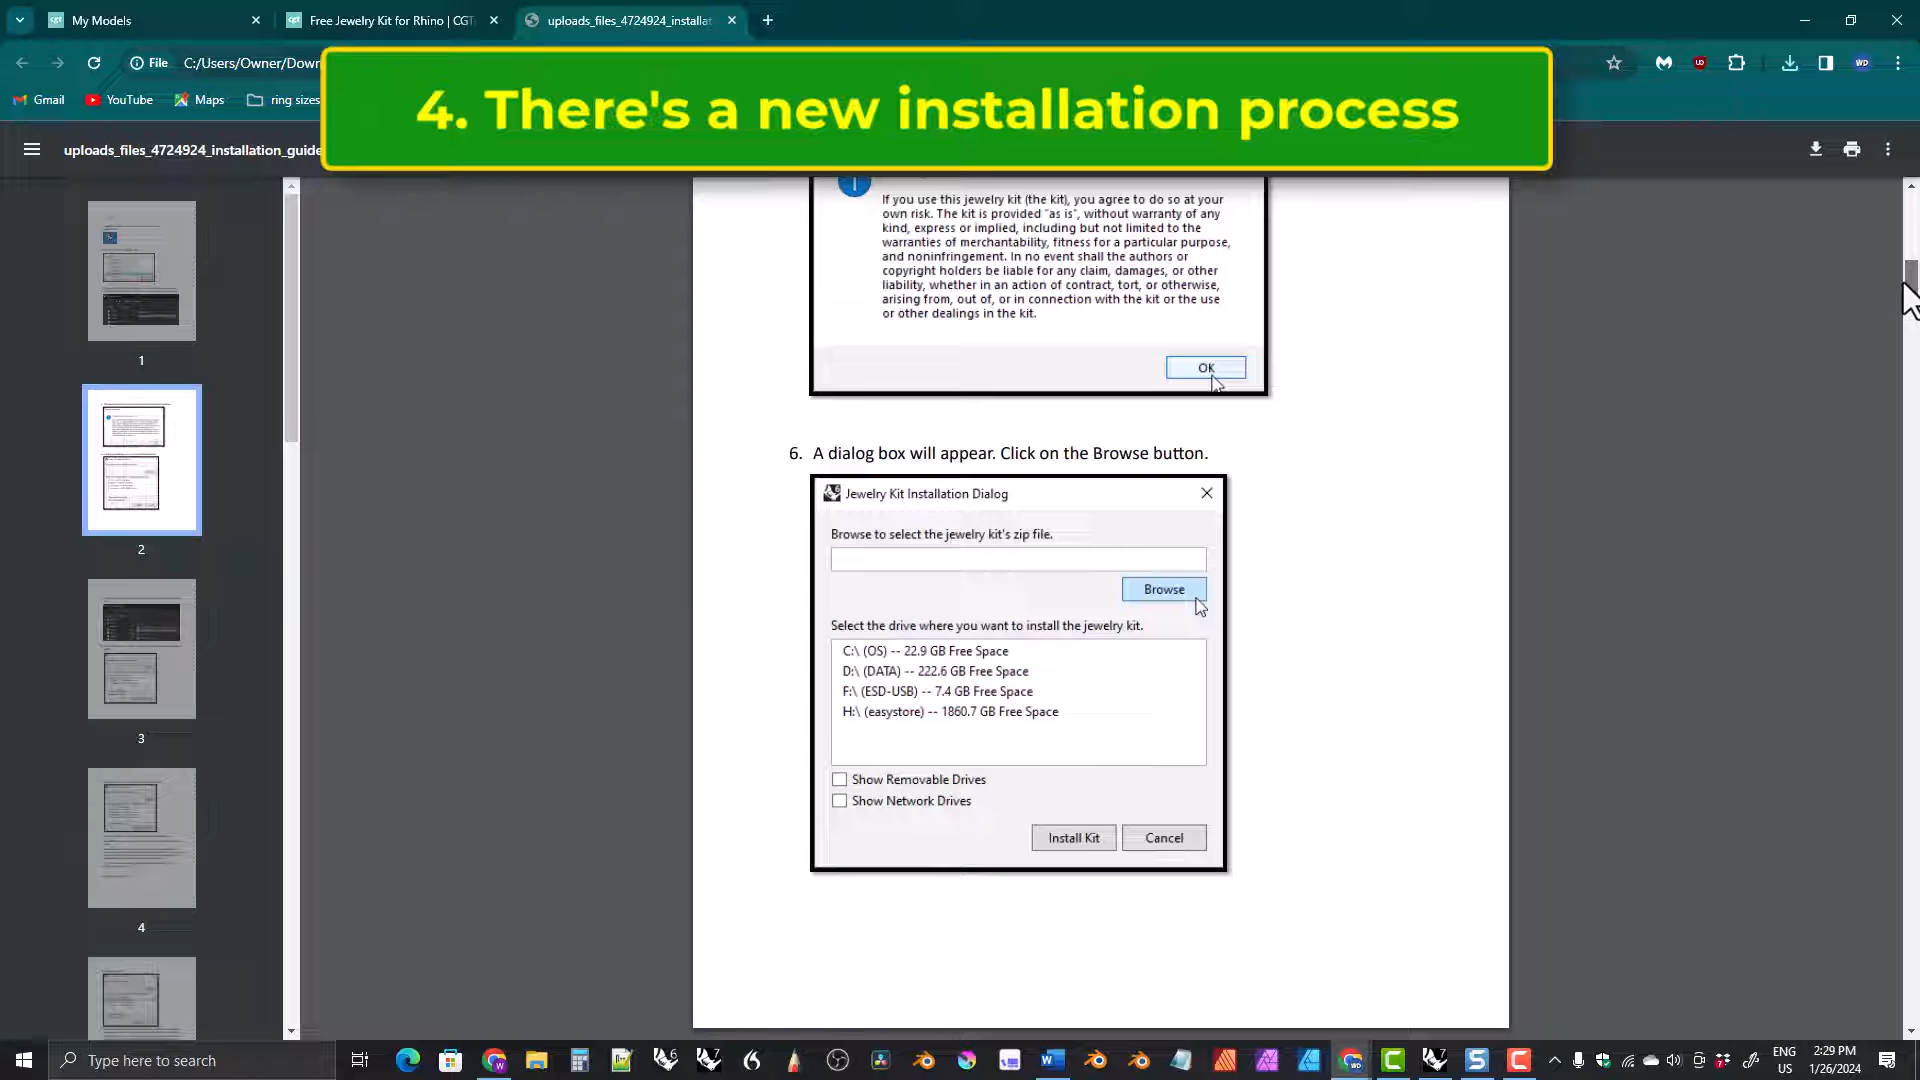 My Models
Free Jewelry Kit for Rhino | CGT
uploads_files_4724924_installat
File
C:/Users/Owner/Dow
WD
4. There's a new installation process
Gmail
YouTube
Maps
ring sizes
uploads_files_4724924_installation_guide
If you use this jewelry kit (the kit), you agree to do so at your
own risk. The kit is provided "as is", without warranty of any
kind, express or implied, including but not limited to the
warranties of merchantability, fitness for a particular purpose,
and noninfringement. In no event shall the authors or
copyright holders be liable for any claim, damages, or other
liability, whether in an action of contract, tort, or otherwise,
arising from, out of, or in connection with the kit or the use
or other dealings in the kit.
OK
6. A dialog box will appear. Click on the Browse button.
Jewelry Kit Installation Dialog
Browse to select the jewelry kit's zip file.
Browse
Select the drive where you want to install the jewelry kit.
C:\ (OS) -- 22.9 GB Free Space
D:\ (DATA) -- 222.6 GB Free Space
F:\ (ESD-USB) -- 7.4 GB Free Space
H:\ (easystore) -- 1860.7 GB Free Space
Show Removable Drives
Show Network Drives
Install Kit
Cancel
1
2
3
4
Type here to search
ENG
US
2:29 PM
1/26/2024